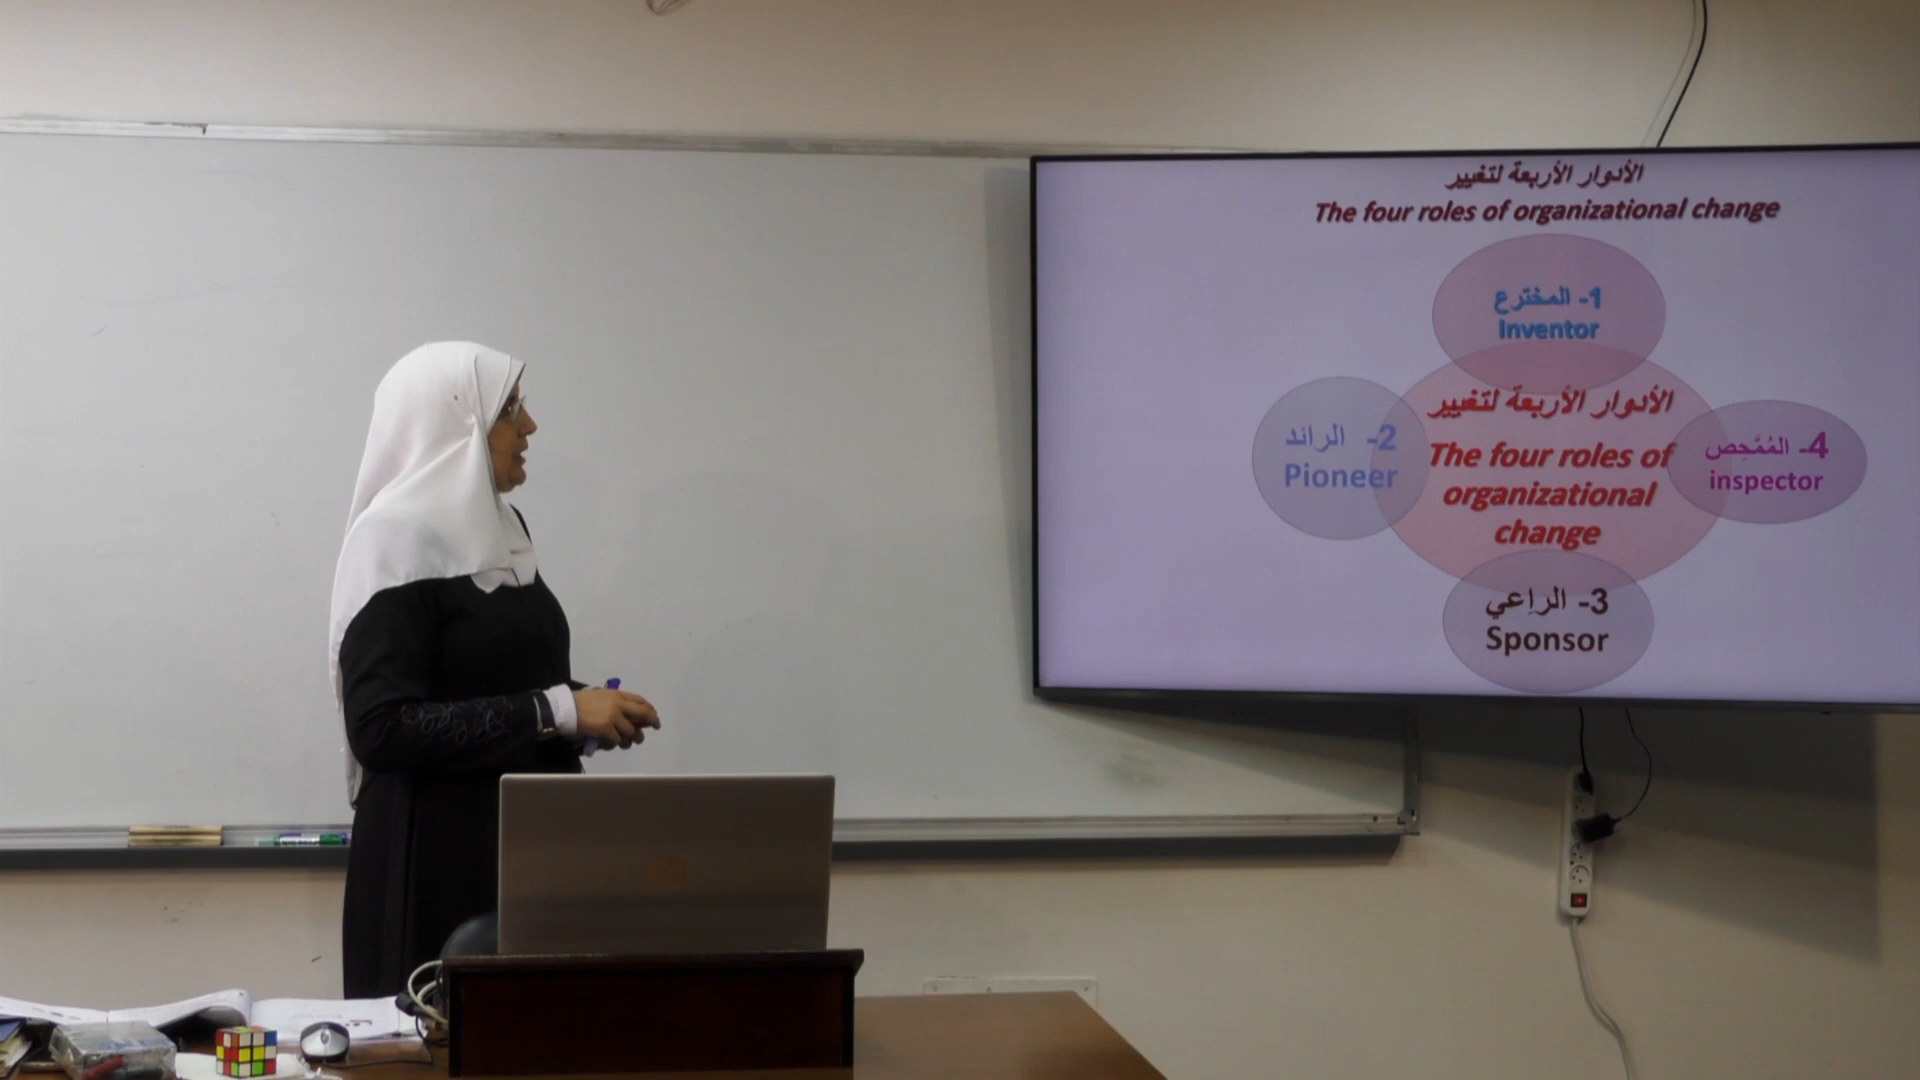 الأدوار الأربعة لتغيير
The four roles of organizational change
1- المخترع
Inventor
2- الرائد
Pioneer
الأدوار الأربعة لتغيير
The four roles of
organizational
change
4- المُمَّحِص
inspector
3- الراعي
Sponsor